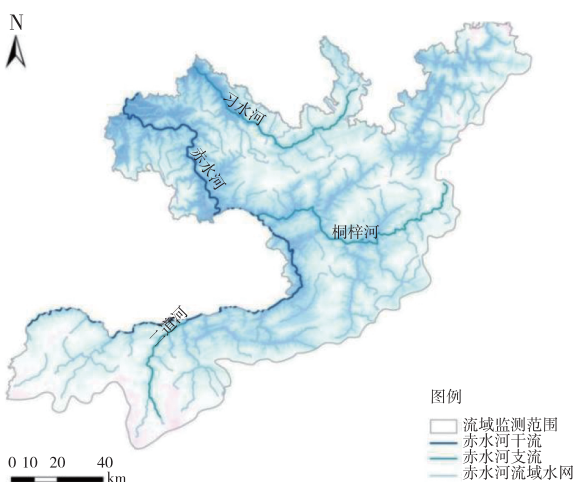 N
习水河
赤水河
桐梓河
二道河
图例
流域监测范围
赤水河干流
赤水河支流
赤水河流域水网
0 10 20 40
km